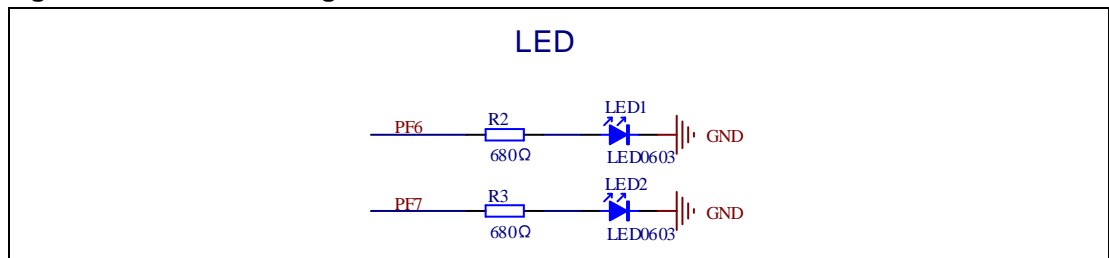 LED
LED1
PF6 R2 GND
680Ω LED0603
LED2
PF7 R3 GND
680Ω LED0603